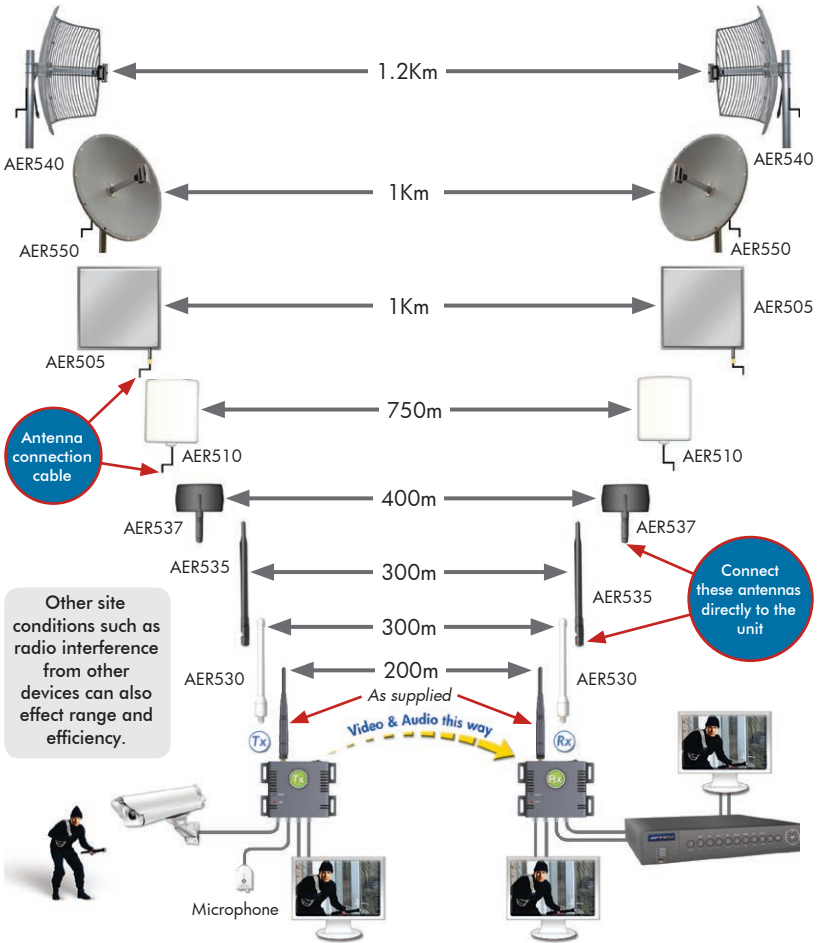 1.2Km
AER540
AER540
1Km
AER550
AER550
1Km
AER505
AER505
750m
Antenna
connection
cable
AER510
AER510
400m
AER537
AER537
AER535
300m
Connect
these antennas
directly to the
unit
AER535
Other site
conditions such as
radio interference
from other
devices can also
effect range and
efficiency.
300m
200m
AER530
AER530
As supplied
Video & Audio this way
Tx
Rx
Tx
Rx
Microphone